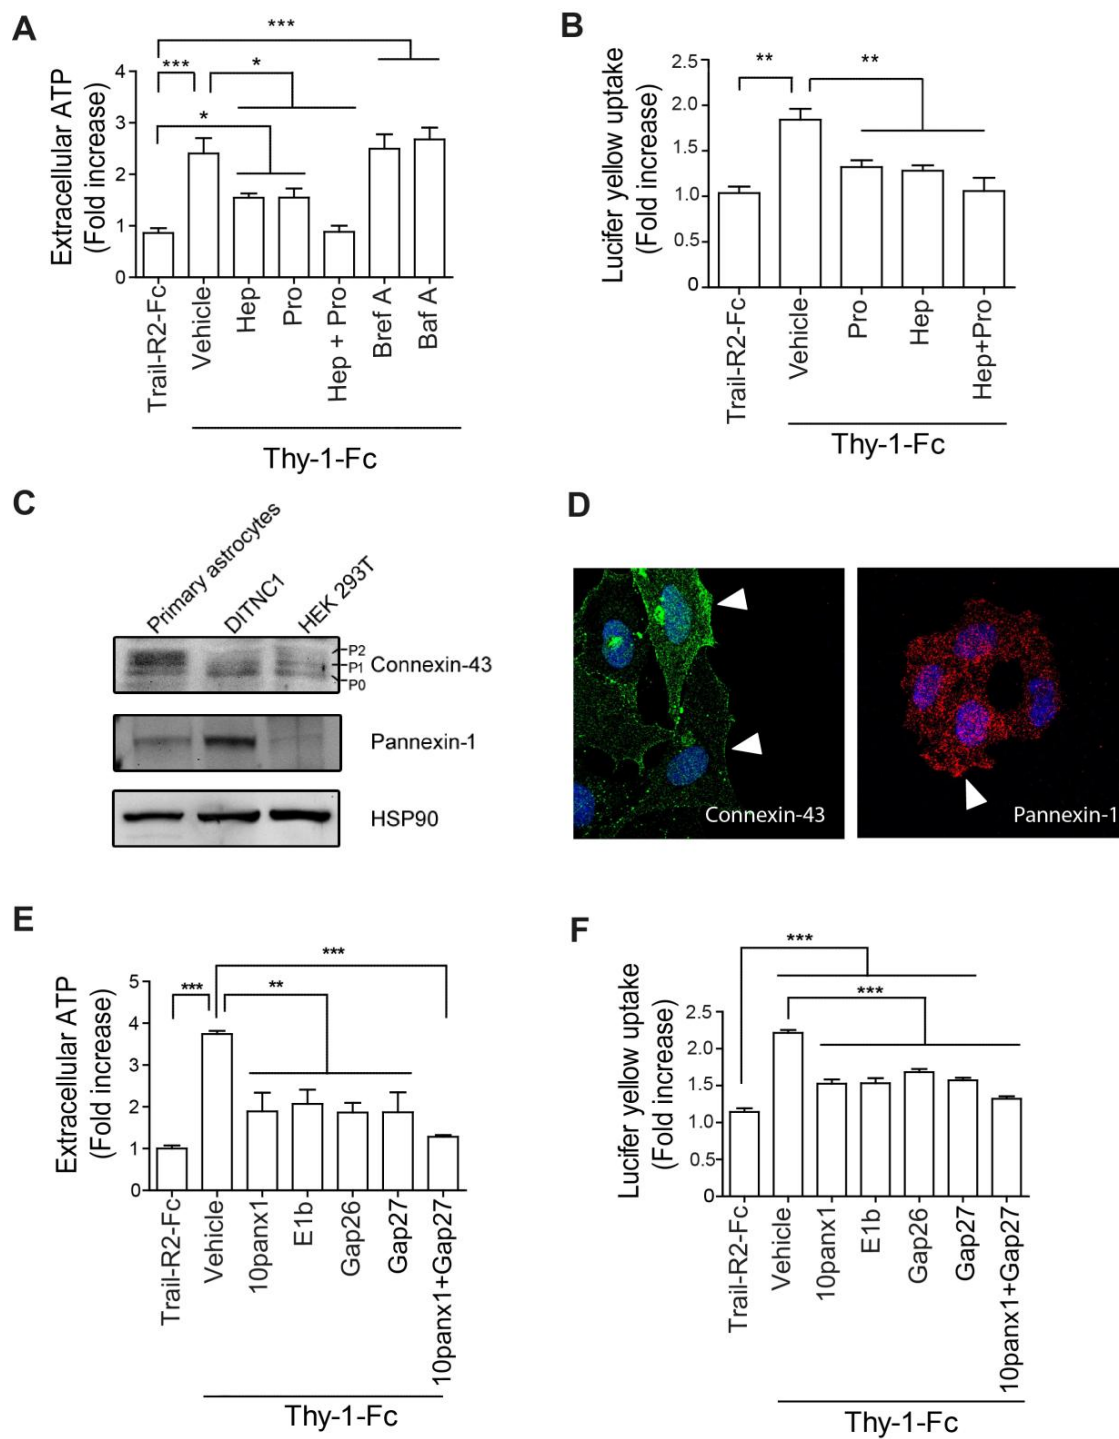 A
***
***
*
*
Extracellular ATP
(Fold increase)
4
3
2
1
0
Trail-R2-Fc
Vehicle
Hep
Pro
Hep + Pro
Bref A
Baf A
Thy-1-Fc
B
**
**
Lucifer yellow uptake
(Fold increase)
2.5
2.0
1.5
1.0
0.5
0
Trail-R2-Fc
Vehicle
Pro
Hep
Hep+Pro
Thy-1-Fc
C
Primary astrocytes
DITNC1
HEK 293T
P2
P1
P0
Connexin-43
Pannexin-1
HSP90
D
Connexin-43
Pannexin-1
E
***
***
**
Extracellular ATP
(Fold increase)
5
4
3
2
1
0
Trail-R2-Fc
Vehicle
10panx1
E1b
Gap26
Gap27
10panx1+Gap27
Thy-1-Fc
F
***
***
Lucifer yellow uptake
(Fold increase)
2.5
2.0
1.5
1.0
0.5
0
Trail-R2-Fc
Vehicle
10panx1
E1b
Gap26
Gap27
10panx1+Gap27
Thy-1-Fc